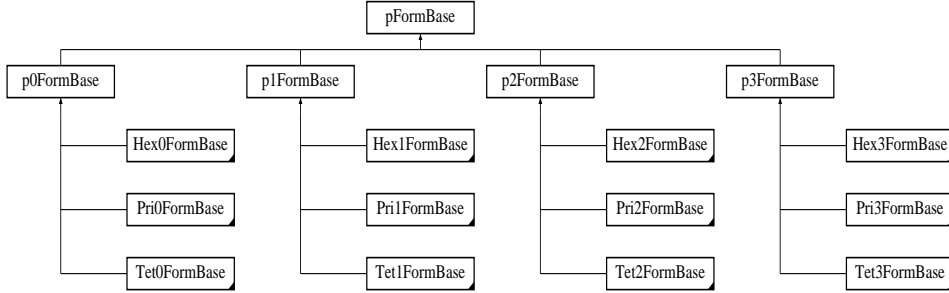 pFormBase
p0FormBase
p1FormBase
p2FormBase
p3FormBase
Hex0FormBase
Hex1FormBase
Hex2FormBase
Hex3FormBase
Pri0FormBase
Pri1FormBase
Pri2FormBase
Pri3FormBase
Tet0FormBase
Tet1FormBase
Tet2FormBase
Tet3FormBase